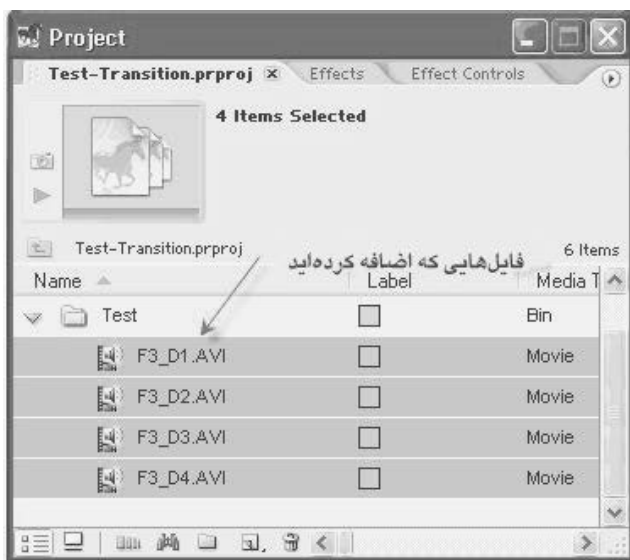 Project
Test-Transition.prproj Effects Effect Controls
4 Items Selected
Test-Transition.prproj 6 Items
فایل‌هایی که اضافه کرده‌اید
Name Label Media T
Test Bin
F3_D1.AVI Movie
F3_D2.AVI Movie
F3_D3.AVI Movie
F3_D4.AVI Movie